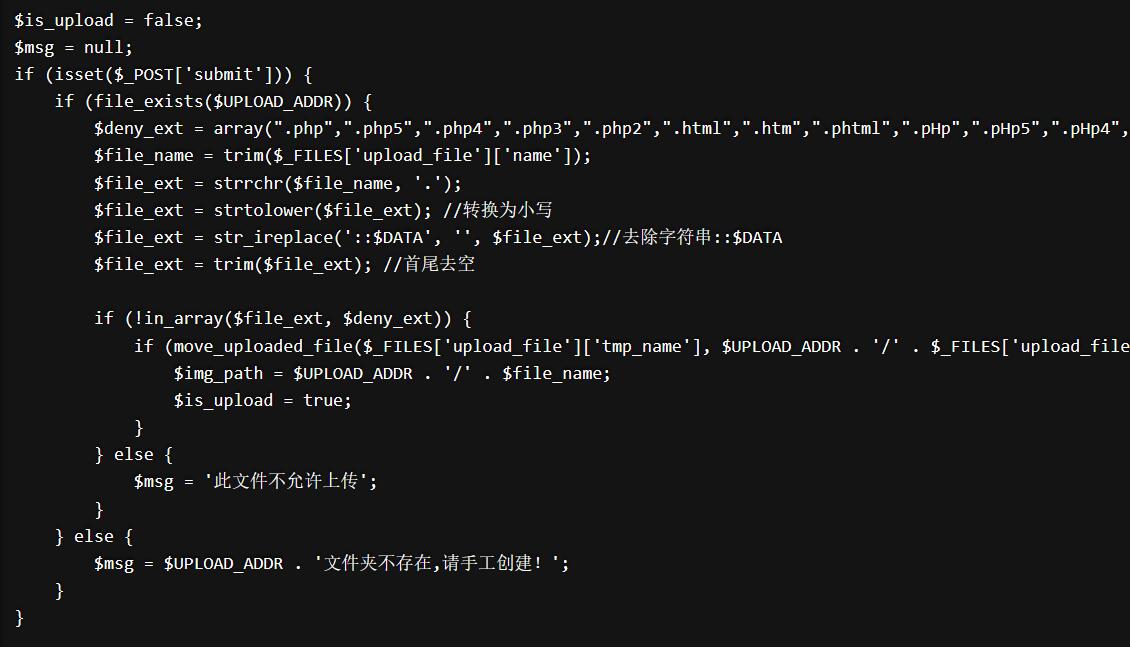 $is_upload = false;
$msg = null;
if (isset($_POST['submit'])) {
    if (file_exists($UPLOAD_ADDR)) {
        $deny_ext = array(".php",".php5",".php4",".php3",".php2",".html",".htm",".phtml",".pHp",".pHp5",".pHp4",
        $file_name = trim($_FILES['upload_file']['name']);
        $file_ext = strrchr($file_name, '.');
        $file_ext = strtolower($file_ext); //转换为小写
        $file_ext = str_ireplace('::$DATA', '', $file_ext);//去除字符串::$DATA
        $file_ext = trim($file_ext); //首尾去空
        if (!in_array($file_ext, $deny_ext)) {
            if (move_uploaded_file($_FILES['upload_file']['tmp_name'], $UPLOAD_ADDR . '/' . $_FILES['upload_file
                $img_path = $UPLOAD_ADDR . '/' . $file_name;
                $is_upload = true;
            }
        } else {
            $msg = '此文件不允许上传';
        }
    } else {
        $msg = $UPLOAD_ADDR . '文件夹不存在,请手工创建！';
    }
}